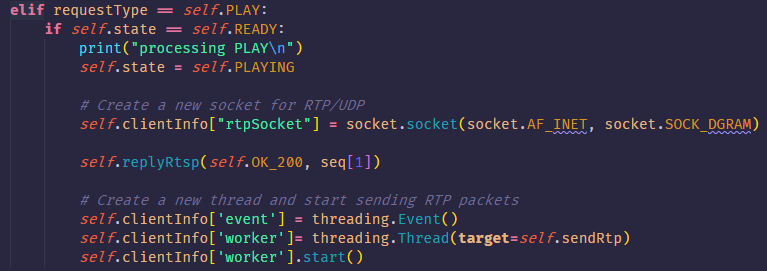 elif requestType == self.PLAY:
if self.state == self.READY:
print("processing PLAY\n")
self.state = self.PLAYING
# Create a new socket for RTP/UDP
self.clientInfo["rtpSocket"] = socket.socket(socket.AF_INET, socket.SOCK_DGRAM)
self.replyRtsp(self.OK_200, seq[1])
# Create a new thread and start sending RTP packets
self.clientInfo['event'] = threading.Event()
self.clientInfo['worker']= threading.Thread(target=self.sendRtp)
self.clientInfo['worker'].start()